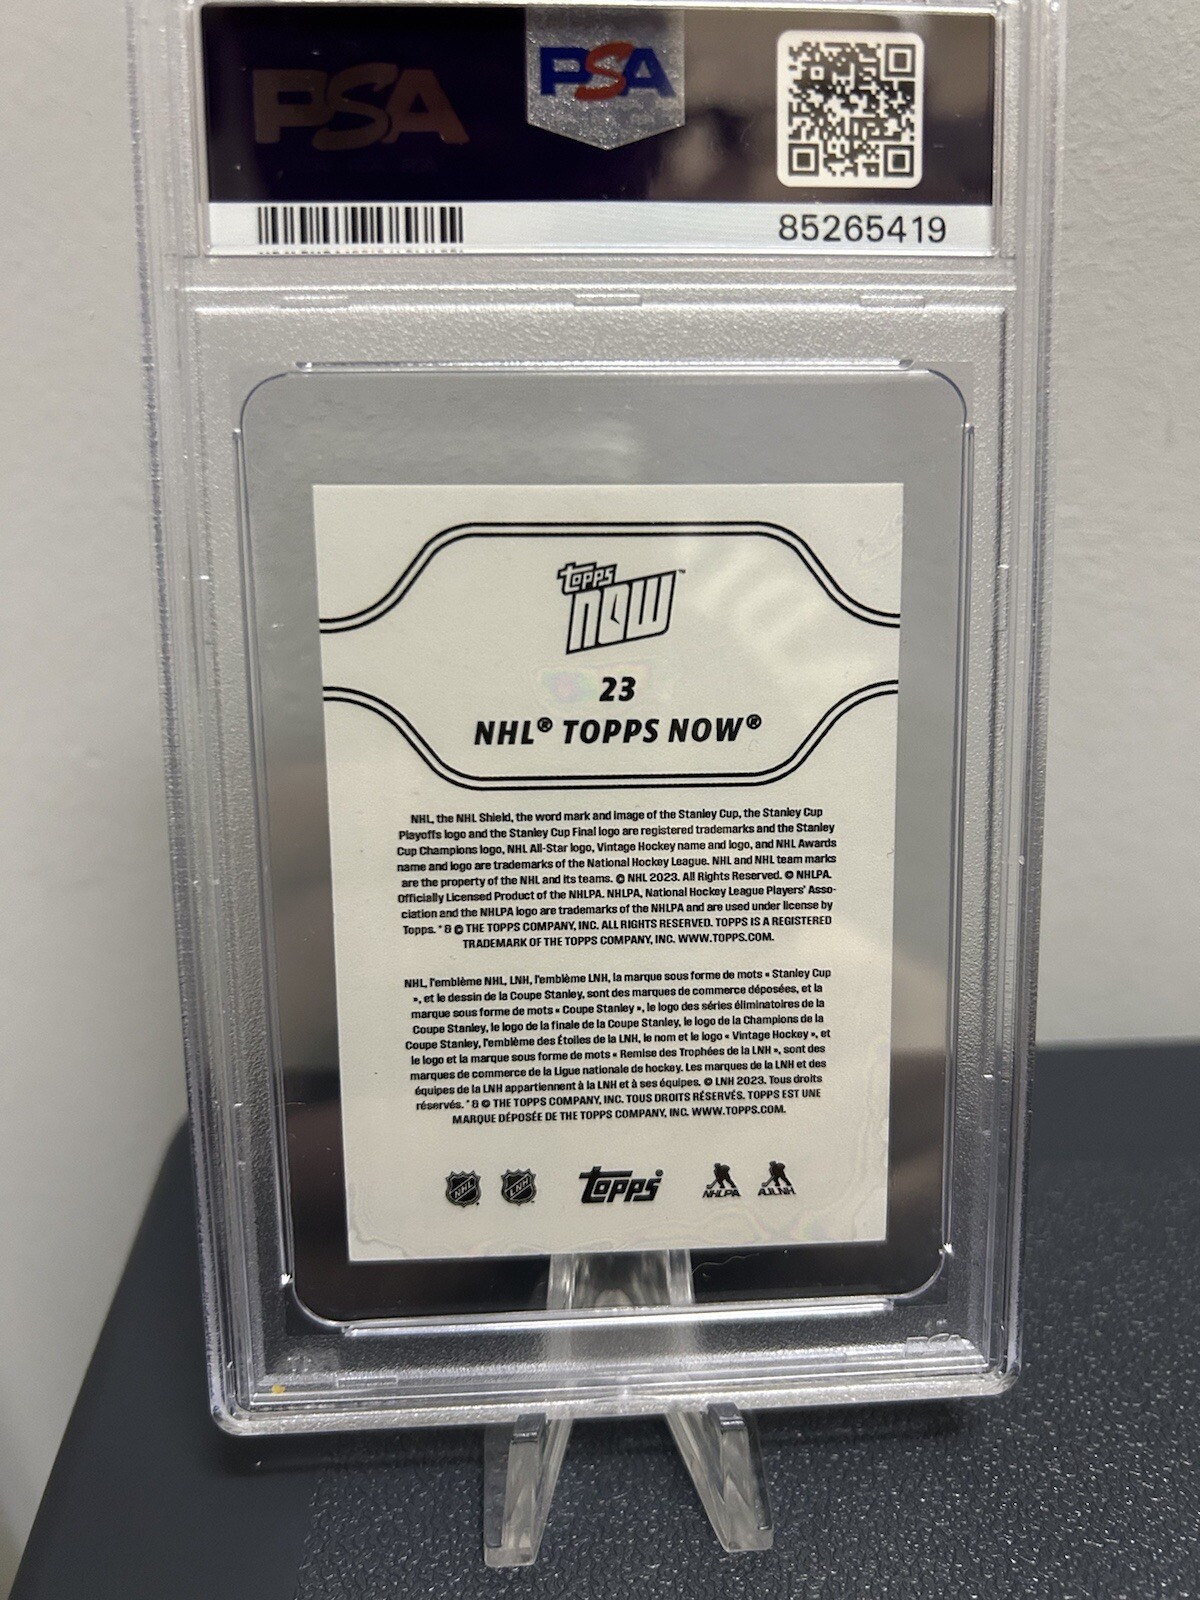 PSA
PSA
85265419
topps
now™
23
NHL® TOPPS NOW®
NHL, the NHL Shield, the word mark and image of the Stanley Cup, the Stanley Cup
Playoffs logo and the Stanley Cup Final logo are registered trademarks and the Stanley
Cup Champions logo, NHL All-Star logo, Vintage Hockey name and logo, and NHL Awards
name and logo are trademarks of the National Hockey League. NHL and NHL team marks
are the property of the NHL and its teams. © NHL 2023. All Rights Reserved. © NHLPA.
Officially Licensed Product of the NHLPA. NHLPA, National Hockey League Players' Asso-
ciation and the NHLPA logo are trademarks of the NHLPA and are used under license by
Topps. ® & © THE TOPPS COMPANY, INC. ALL RIGHTS RESERVED. TOPPS IS A REGISTERED
TRADEMARK OF THE TOPPS COMPANY, INC. WWW.TOPPS.COM.
NHL, l'emblème NHL, LNH, l'emblème LNH, la marque sous forme de mots « Stanley Cup
», et le dessin de la Coupe Stanley, sont des marques de commerce déposées, et la
marque sous forme de mots « Coupe Stanley », le logo des séries éliminatoires de la
Coupe Stanley, le logo de la finale de la Coupe Stanley, le logo de la Champions de la
Coupe Stanley, l'emblème des Étoiles de la LNH, le nom et le logo « Vintage Hockey », et
le logo et la marque sous forme de mots « Remise des Trophées de la LNH », sont des
marques de commerce de la Ligue nationale de hockey. Les marques de la LNH et des
équipes de la LNH appartiennent à la LNH et à ses équipes. © LNH 2023. Tous droits
réservés. ® & © THE TOPPS COMPANY, INC. TOUS DROITS RÉSERVÉS. TOPPS EST UNE
MARQUE DÉPOSÉE DE THE TOPPS COMPANY, INC. WWW.TOPPS.COM.
NHL LNH topps® NHLPA AJLNH